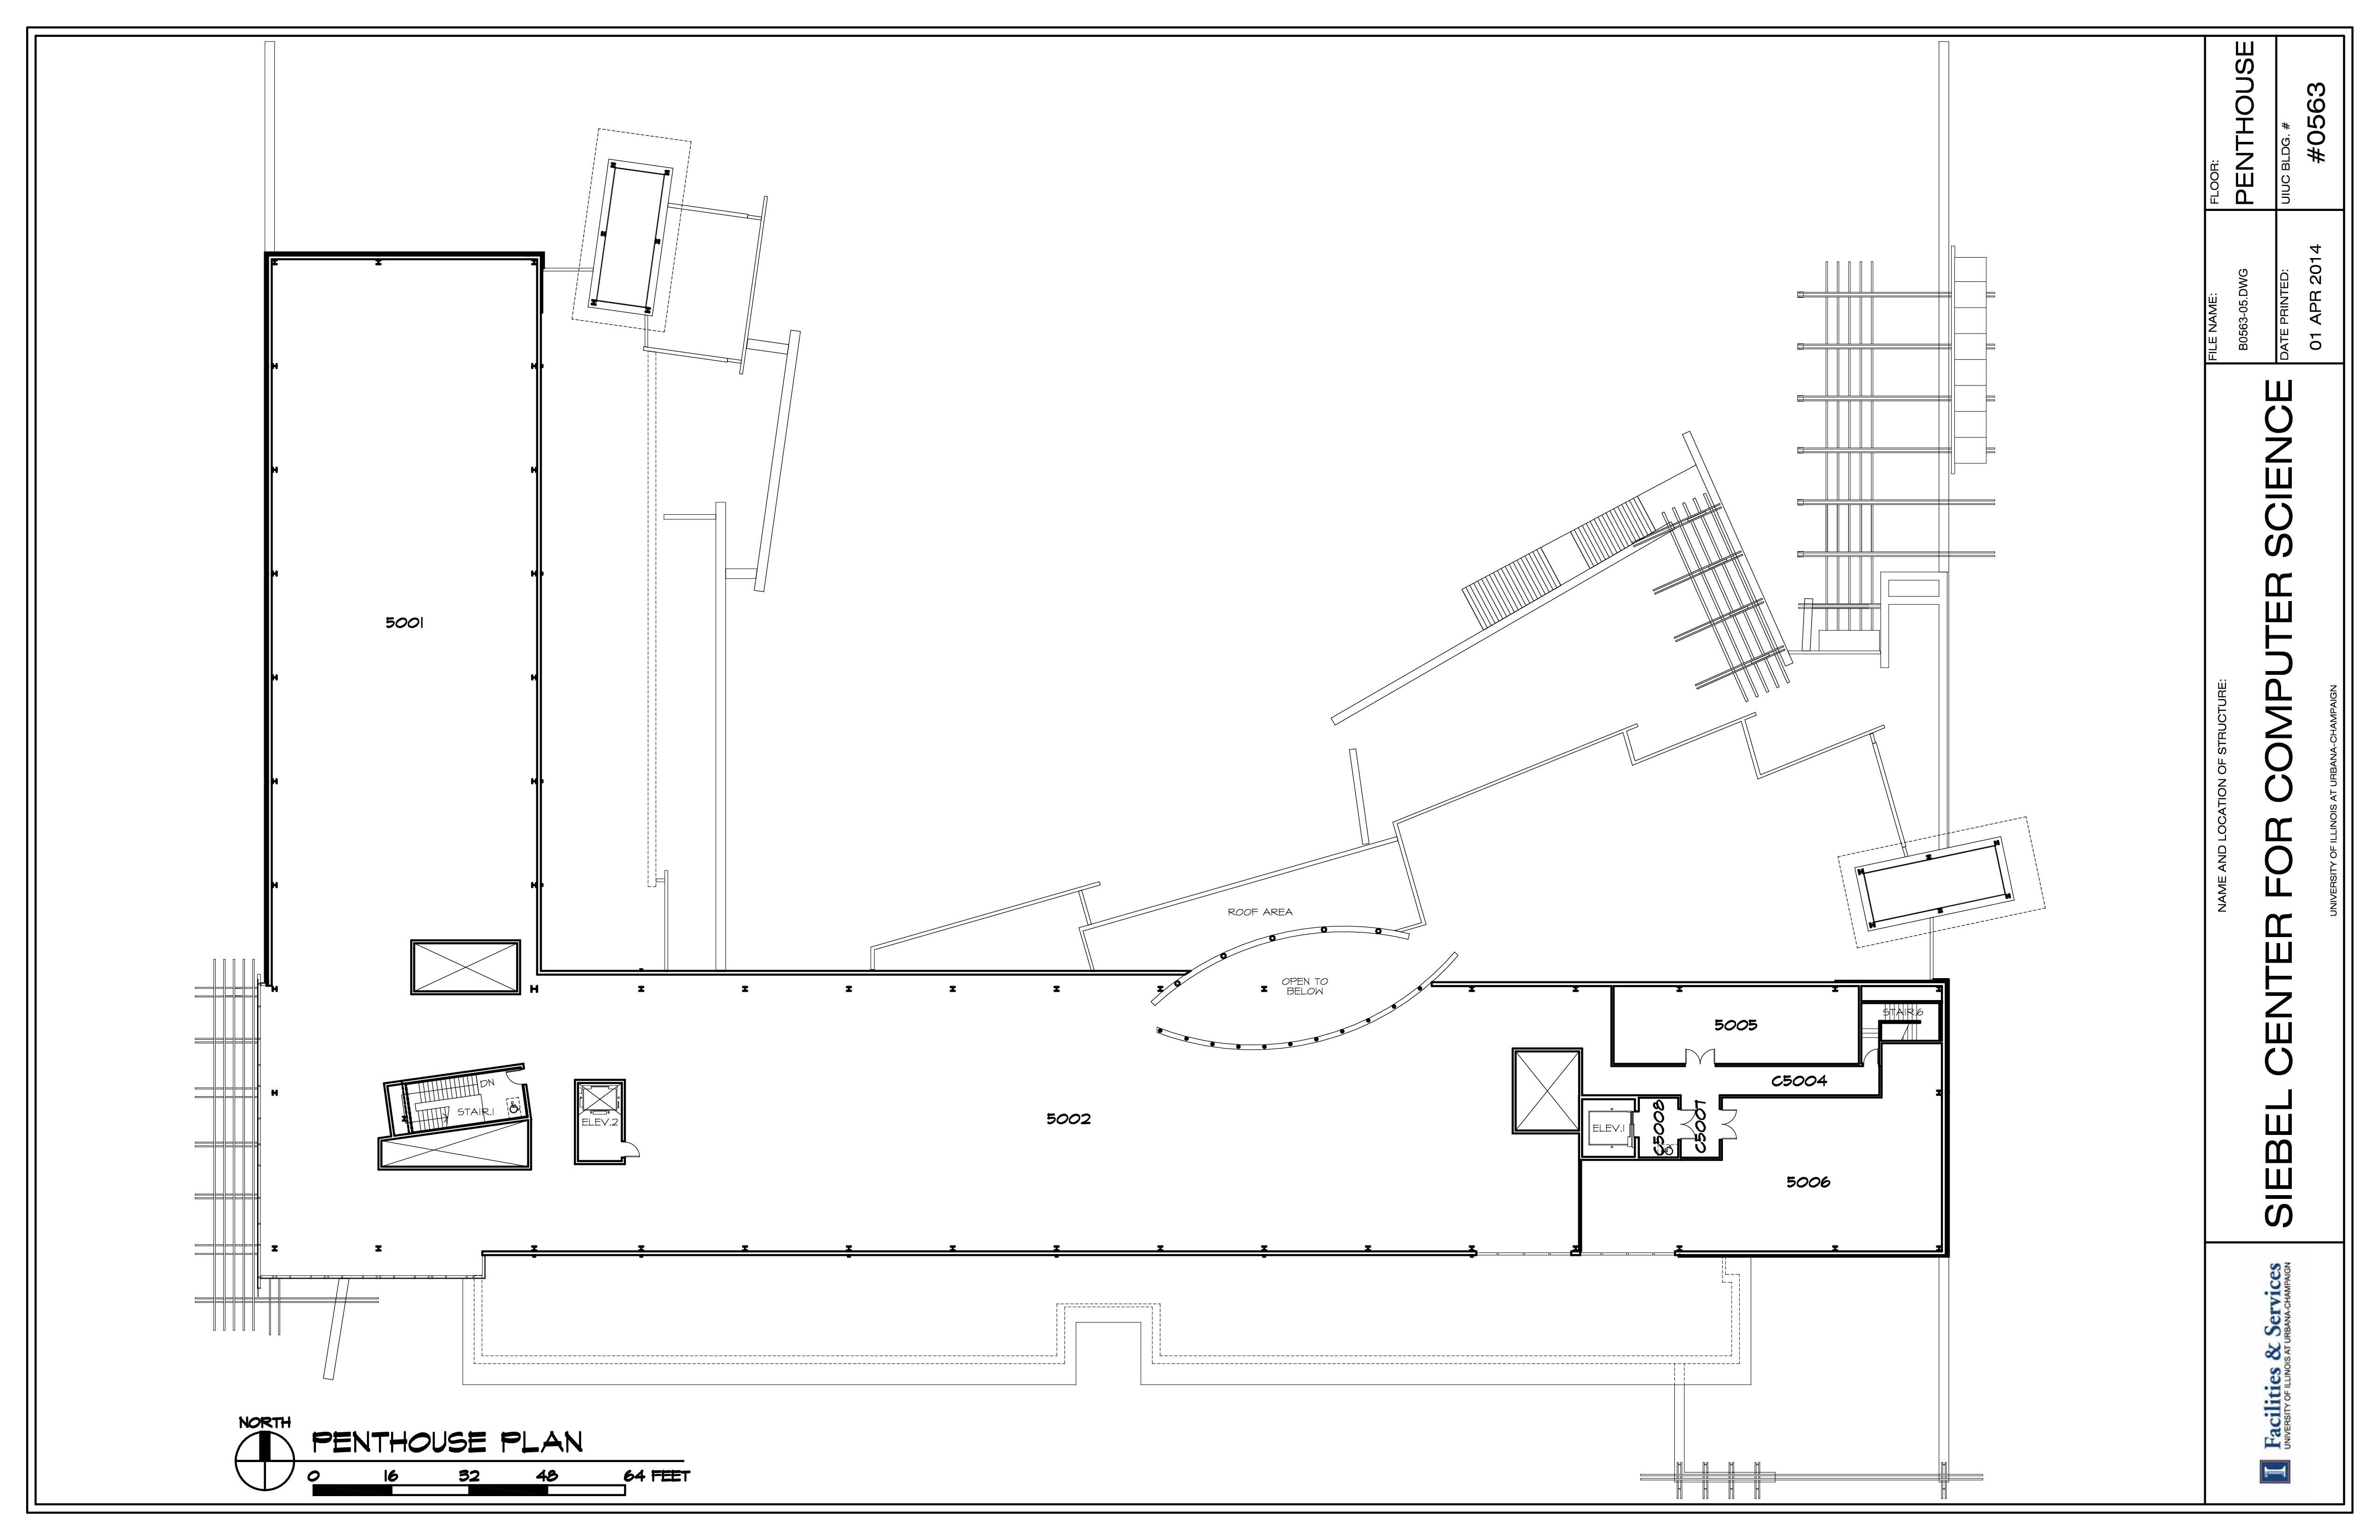 5001
ROOF AREA
OPEN TO
BELOW
5005
STAIR.6
C5004
DN
STAIR.1
ELEV.2
5002
ELEV.1
C5008
C5007
5006
NORTH
PENTHOUSE PLAN
0 16 32 48 64 FEET
FLOOR:
PENTHOUSE
UIUC BLDG. #
#0563
FILE NAME:
B0563-05.DWG
DATE PRINTED:
01 APR 2014
NAME AND LOCATION OF STRUCTURE:
SIEBEL CENTER FOR COMPUTER SCIENCE
UNIVERSITY OF ILLINOIS AT URBANA-CHAMPAIGN
I
Facilities & Services
UNIVERSITY OF ILLINOIS AT URBANA-CHAMPAIGN